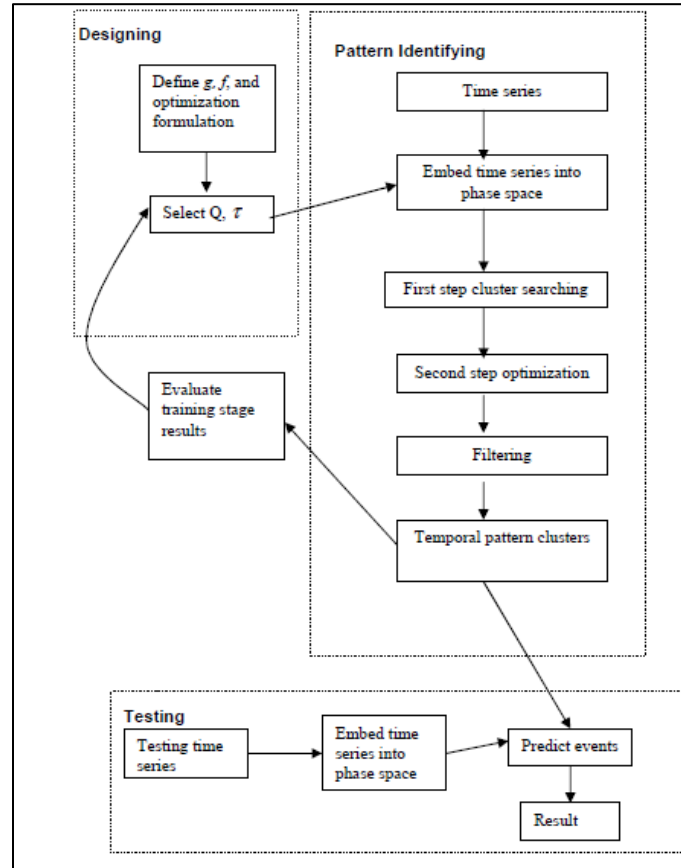 Designing
Define g, f, and
optimization
formulation
Select Q, τ
Pattern Identifying
Time series
Embed time series into
phase space
First step cluster searching
Second step optimization
Filtering
Temporal pattern clusters
Evaluate
training stage
results
Testing
Testing time
series
Embed time
series into
phase space
Predict events
Result